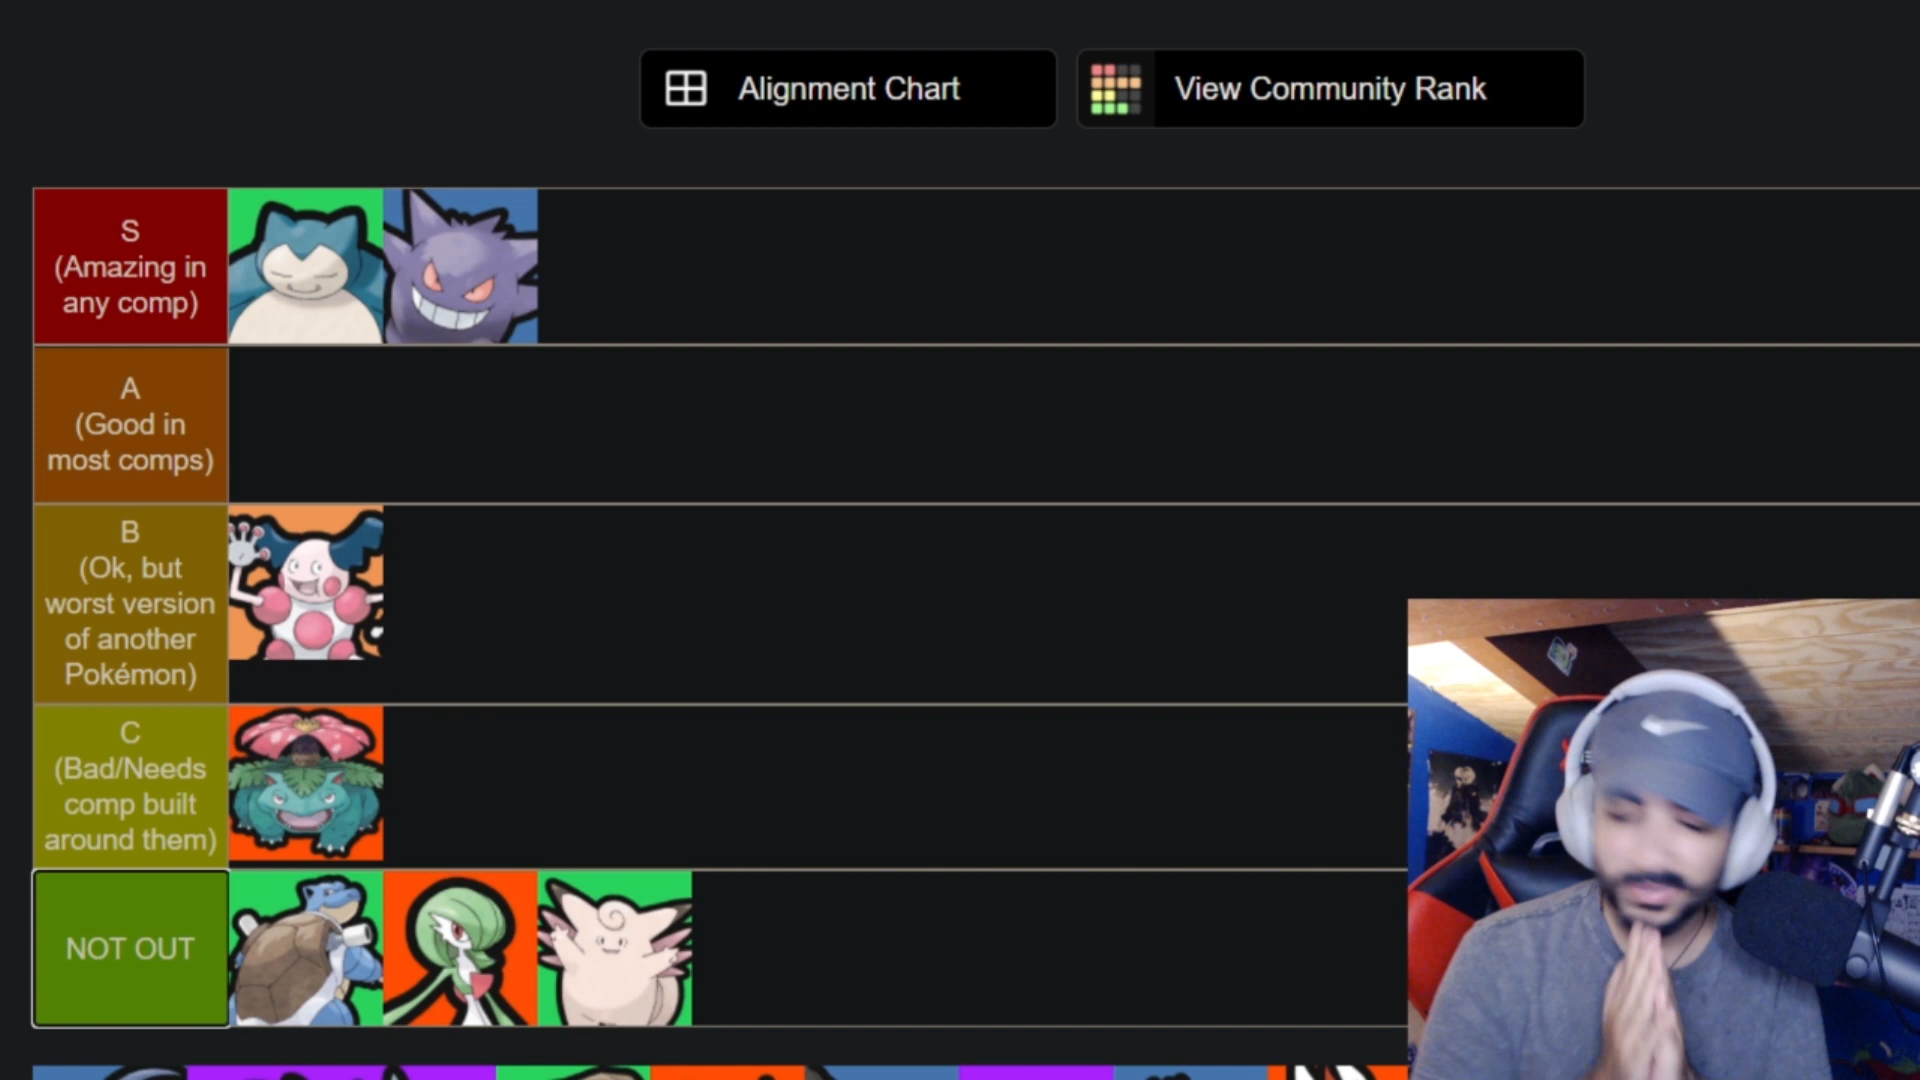 Alignment Chart
View Community Rank
S
(Amazing in
any comp)
A
(Good in
most comps)
B
(Ok, but
worst version
of another
Pokémon)
C
(Bad/Needs
comp built
around them)
NOT OUT